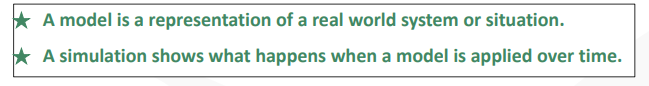 ★ A model is a representation of a real world system or situation.
★ A simulation shows what happens when a model is applied over time.